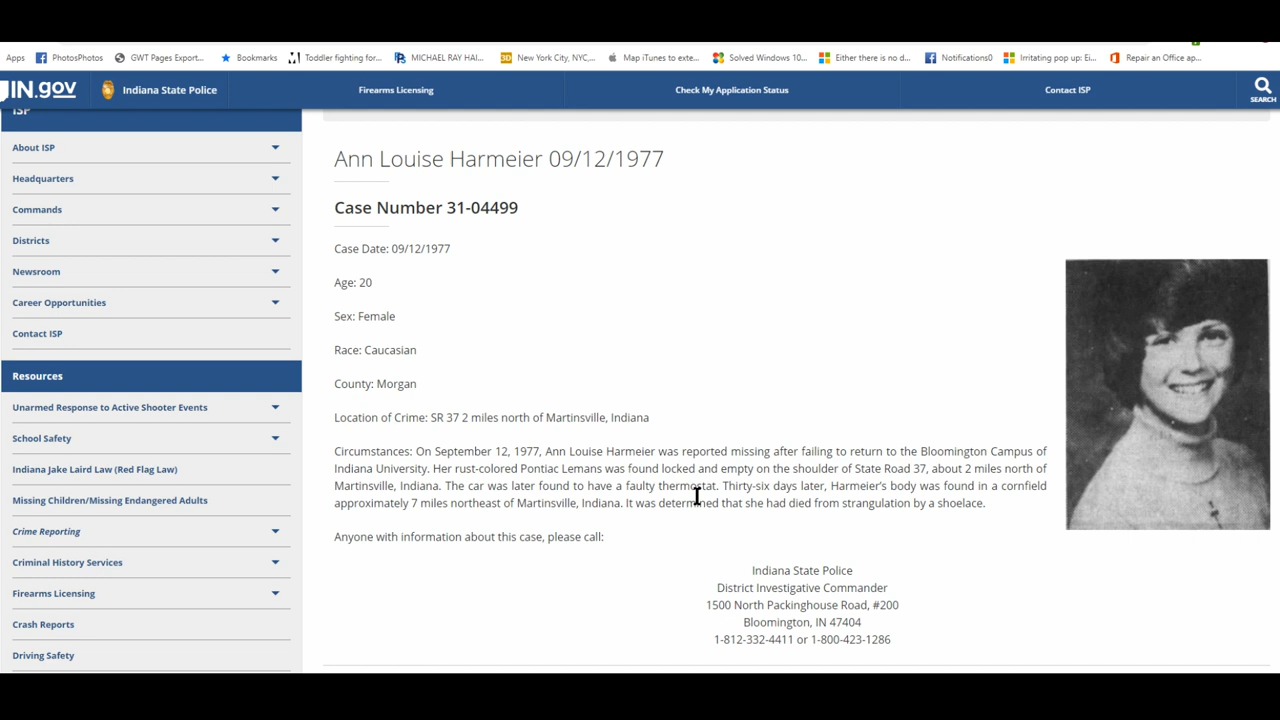 Apps PhotosPhotos GWT Pages Export... Bookmarks Toddler fighting for... MICHAEL RAY HAI... New York City, NYC,... Map iTunes to exte... Solved Windows 10... Either there is no d... Notifications0 Irritating pop up: Ei... Repair an Office ap...
IN.gov Indiana State Police Firearms Licensing Check My Application Status Contact ISP SEARCH
ISP
About ISP
Headquarters
Commands
Districts
Newsroom
Career Opportunities
Contact ISP
Resources
Unarmed Response to Active Shooter Events
School Safety
Indiana Jake Laird Law (Red Flag Law)
Missing Children/Missing Endangered Adults
Crime Reporting
Criminal History Services
Firearms Licensing
Crash Reports
Driving Safety
Ann Louise Harmeier 09/12/1977
Case Number 31-04499
Case Date: 09/12/1977
Age: 20
Sex: Female
Race: Caucasian
County: Morgan
Location of Crime: SR 37 2 miles north of Martinsville, Indiana
Circumstances: On September 12, 1977, Ann Louise Harmeier was reported missing after failing to return to the Bloomington Campus of
Indiana University. Her rust-colored Pontiac Lemans was found locked and empty on the shoulder of State Road 37, about 2 miles north of
Martinsville, Indiana. The car was later found to have a faulty thermostat. Thirty-six days later, Harmeier's body was found in a cornfield
approximately 7 miles northeast of Martinsville, Indiana. It was determined that she had died from strangulation by a shoelace.
Anyone with information about this case, please call:
Indiana State Police
District Investigative Commander
1500 North Packinghouse Road, #200
Bloomington, IN 47404
1-812-332-4411 or 1-800-423-1286